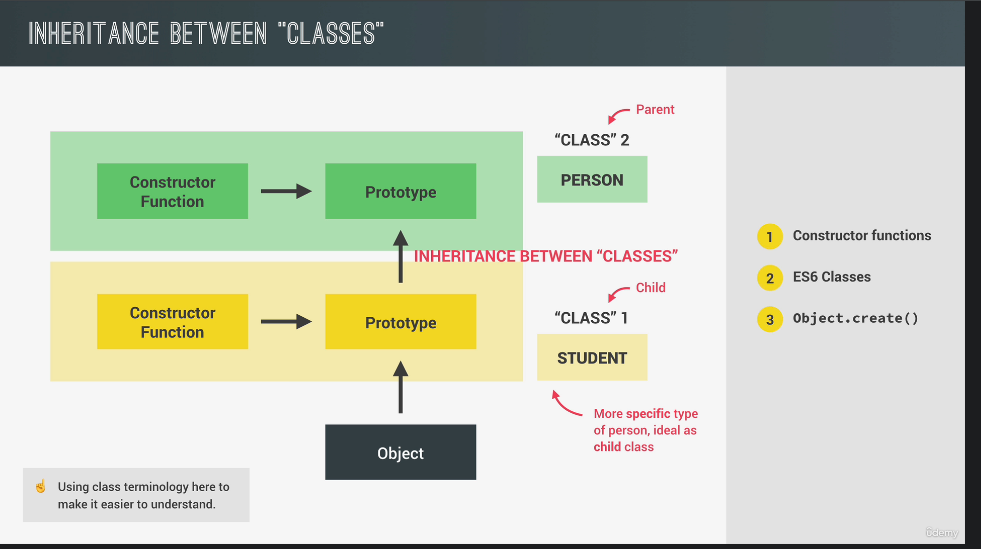 INHERITANCE BETWEEN "CLASSES"
Parent
“CLASS” 2
Constructor
Function
Prototype
PERSON
INHERITANCE BETWEEN “CLASSES”
Child
“CLASS” 1
Constructor
Function
Prototype
STUDENT
More specific type
of person, ideal as
child class
Object
☝ Using class terminology here to
make it easier to understand.
1 Constructor functions
2 ES6 Classes
3 Object.create()
Udemy